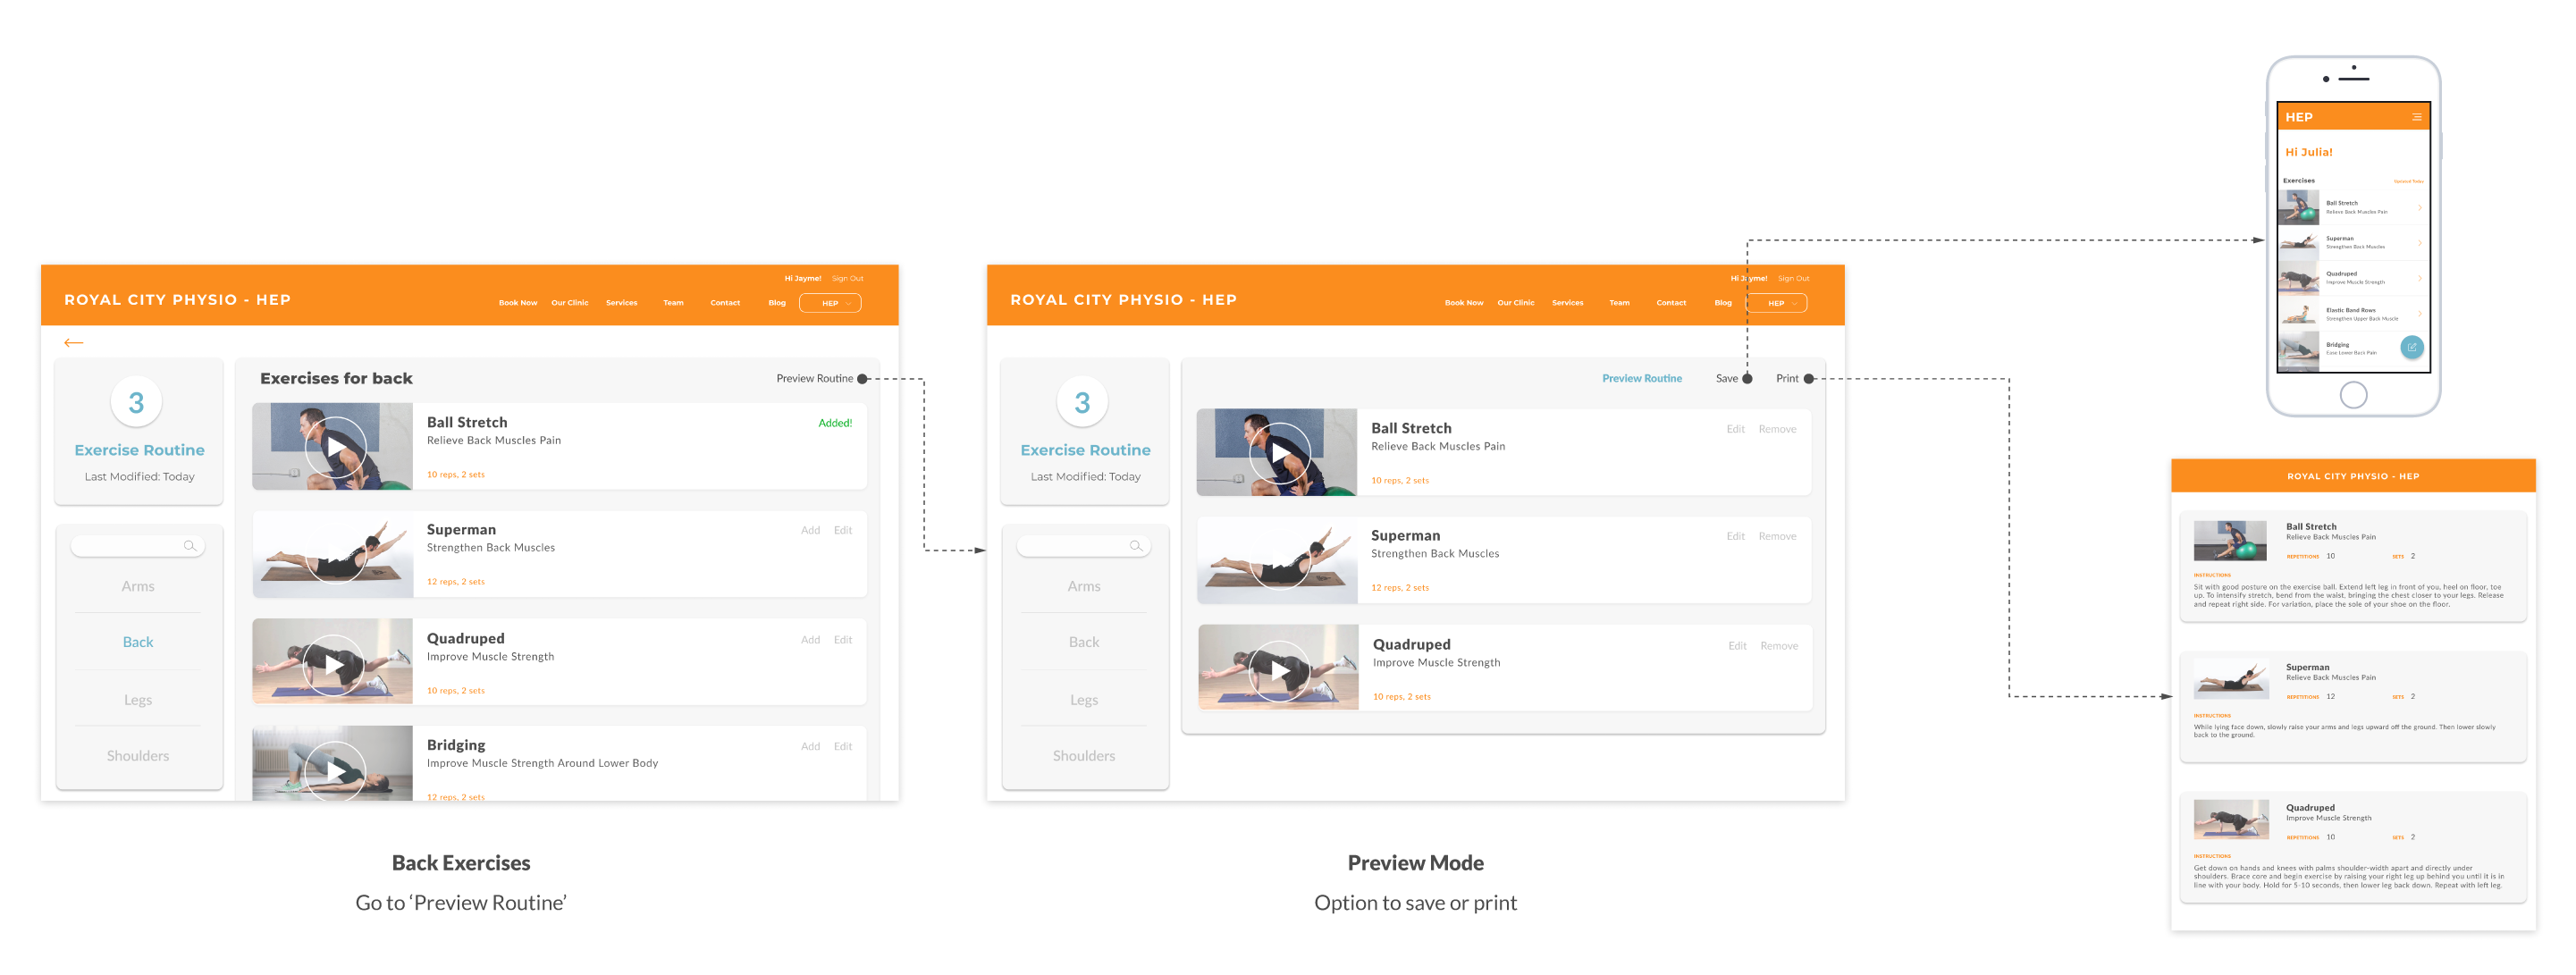 Hi Jayme! Sign Out
ROYAL CITY PHYSIO - HEP
Book Now Our Clinic Services Team Contact Blog HEP
3
Exercise Routine
Last Modified: Today
Arms
Back
Legs
Shoulders
Exercises for back
Preview Routine
Ball Stretch
Added!
Relieve Back Muscles Pain
10 reps, 2 sets
Superman
Add Edit
Strengthen Back Muscles
12 reps, 2 sets
Quadruped
Add Edit
Improve Muscle Strength
10 reps, 2 sets
Bridging
Add Edit
Improve Muscle Strength Around Lower Body
12 reps, 2 sets
Back Exercises
Go to ‘Preview Routine’
Hi Jayme! Sign Out
ROYAL CITY PHYSIO - HEP
Book Now Our Clinic Services Team Contact Blog HEP
3
Exercise Routine
Last Modified: Today
Arms
Back
Legs
Shoulders
Preview Routine Save Print
Ball Stretch
Edit Remove
Relieve Back Muscles Pain
10 reps, 2 sets
Superman
Edit Remove
Strengthen Back Muscles
12 reps, 2 sets
Quadruped
Edit Remove
Improve Muscle Strength
10 reps, 2 sets
Preview Mode
Option to save or print
HEP
Hi Julia!
Exercises
Updated Today
Ball Stretch
Relieve Back Muscles Pain
Superman
Strengthen Back Muscles
Quadruped
Improve Muscle Strength
Elastic Band Rows
Strengthen Upper Back Muscle
Bridging
Ease Lower Back Pain
ROYAL CITY PHYSIO - HEP
Ball Stretch
Relieve Back Muscles Pain
REPETITIONS 10 SETS 2
INSTRUCTIONS
Sit with good posture on the exercise ball. Extend left leg in front of you, heel on floor, toe
up. To intensify stretch, bend from the waist, bringing the chest closer to your legs. Release
and repeat right side. For variation, place the sole of your shoe on the floor.
Superman
Relieve Back Muscles Pain
REPETITIONS 12 SETS 2
INSTRUCTIONS
While lying face down, slowly raise your arms and legs upward off the ground. Then lower slowly
back to the ground.
Quadruped
Improve Muscle Strength
REPETITIONS 10 SETS 2
INSTRUCTIONS
Get down on hands and knees with palms shoulder-width apart and directly under
shoulders. Brace core and begin exercise by raising your right leg up behind you until it is in
line with your body. Hold for 5-10 seconds, then lower leg back down. Repeat with left leg.